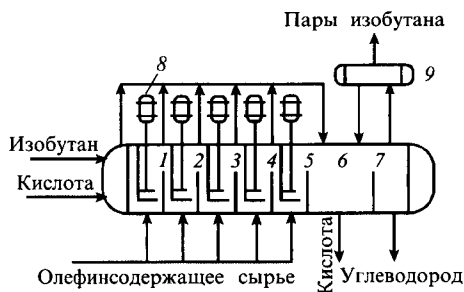 Пары изобутана
8
9
Изобутан
1 2 3 4 5 6 7
Кислота
Олефинсодержащее сырье
Кислота
Углеводород